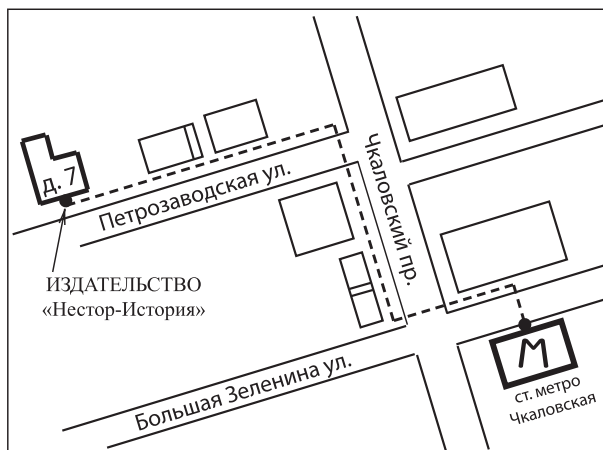 Чкаловский пр.
д. 7
Петрозаводская ул.
ИЗДАТЕЛЬСТВО
«Нестор-История»
Большая Зеленина ул.
М
ст. метро
Чкаловская